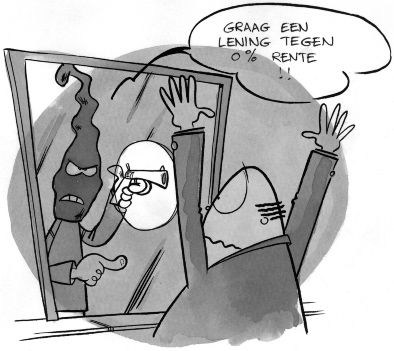 GRAAG EEN
LENING TEGEN
0% RENTE
!!